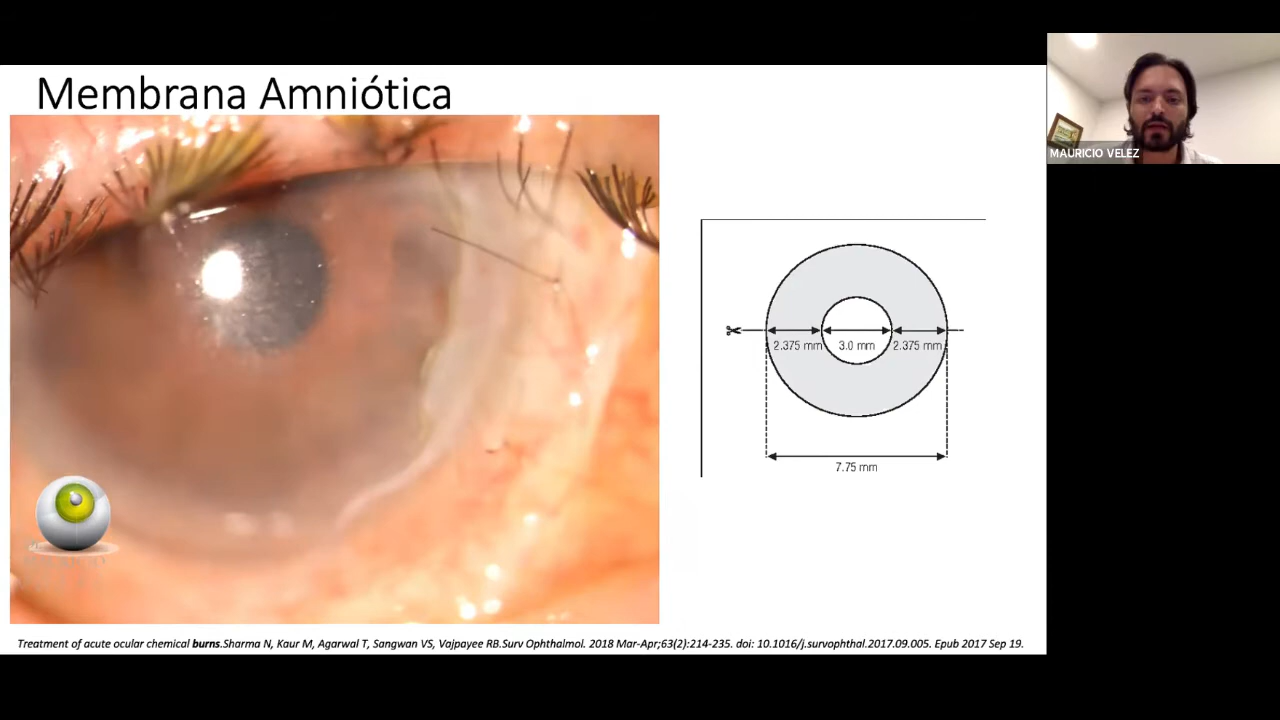 Membrana Amniótica
MAURICIO VELEZ
2.375 mm 3.0 mm 2.375 mm
7.75 mm
Treatment of acute ocular chemical burns.Sharma N, Kaur M, Agarwal T, Sangwan VS, Vajpayee RB.Surv Ophthalmol. 2018 Mar-Apr;63(2):214-235. doi: 10.1016/j.survophthal.2017.09.005. Epub 2017 Sep 19.